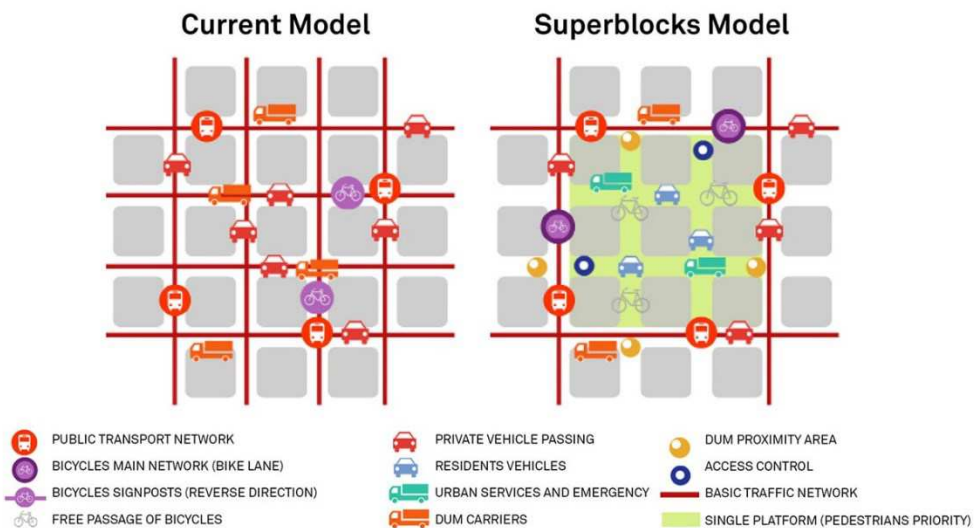 Current Model
Superblocks Model
PUBLIC TRANSPORT NETWORK
BICYCLES MAIN NETWORK (BIKE LANE)
BICYCLES SIGNPOSTS (REVERSE DIRECTION)
FREE PASSAGE OF BICYCLES
PRIVATE VEHICLE PASSING
RESIDENTS VEHICLES
URBAN SERVICES AND EMERGENCY
DUM CARRIERS
DUM PROXIMITY AREA
ACCESS CONTROL
BASIC TRAFFIC NETWORK
SINGLE PLATFORM (PEDESTRIANS PRIORITY)